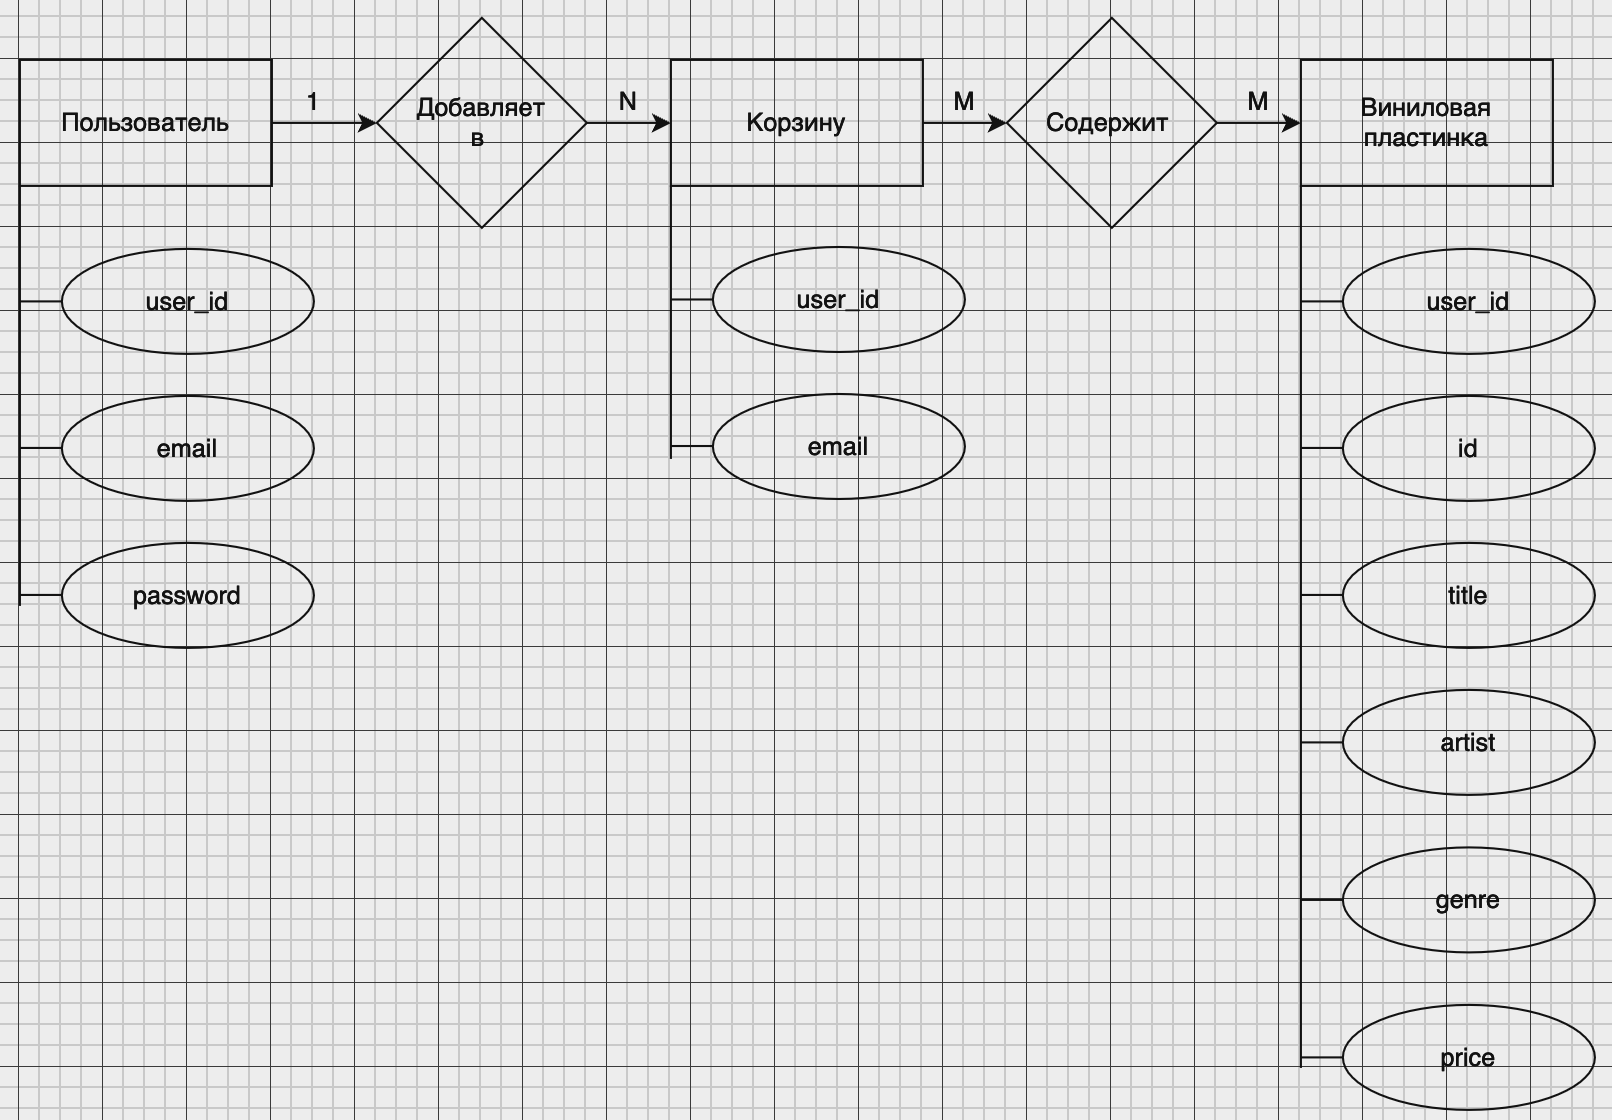 Пользователь
1
Добавляет
в
N
Корзину
M
Содержит
M
Виниловая
пластинка
user_id
email
password
user_id
email
user_id
id
title
artist
genre
price